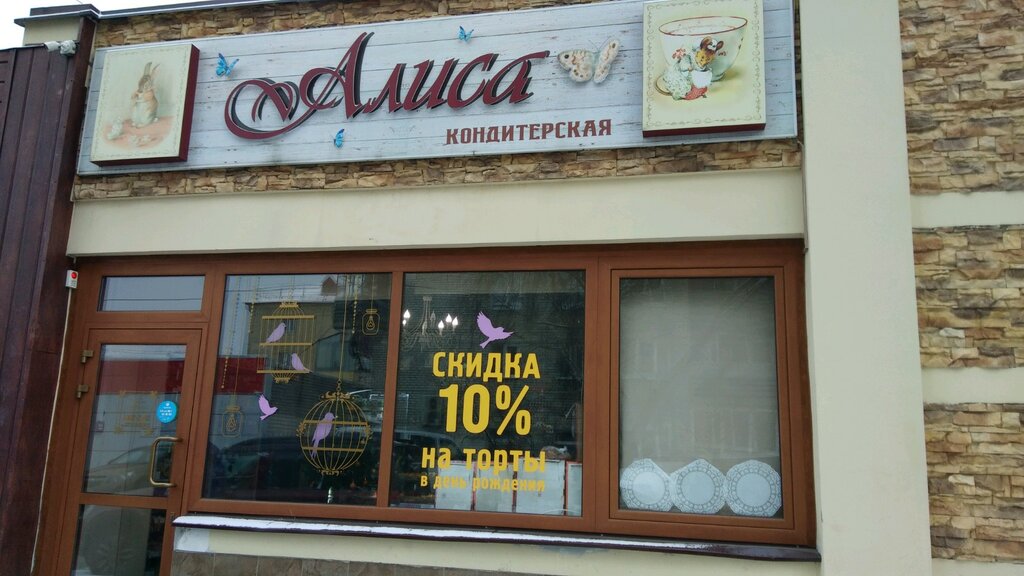 Алиса
КОНДИТЕРСКАЯ
СКИДКА
10%
на торты
в день рождения